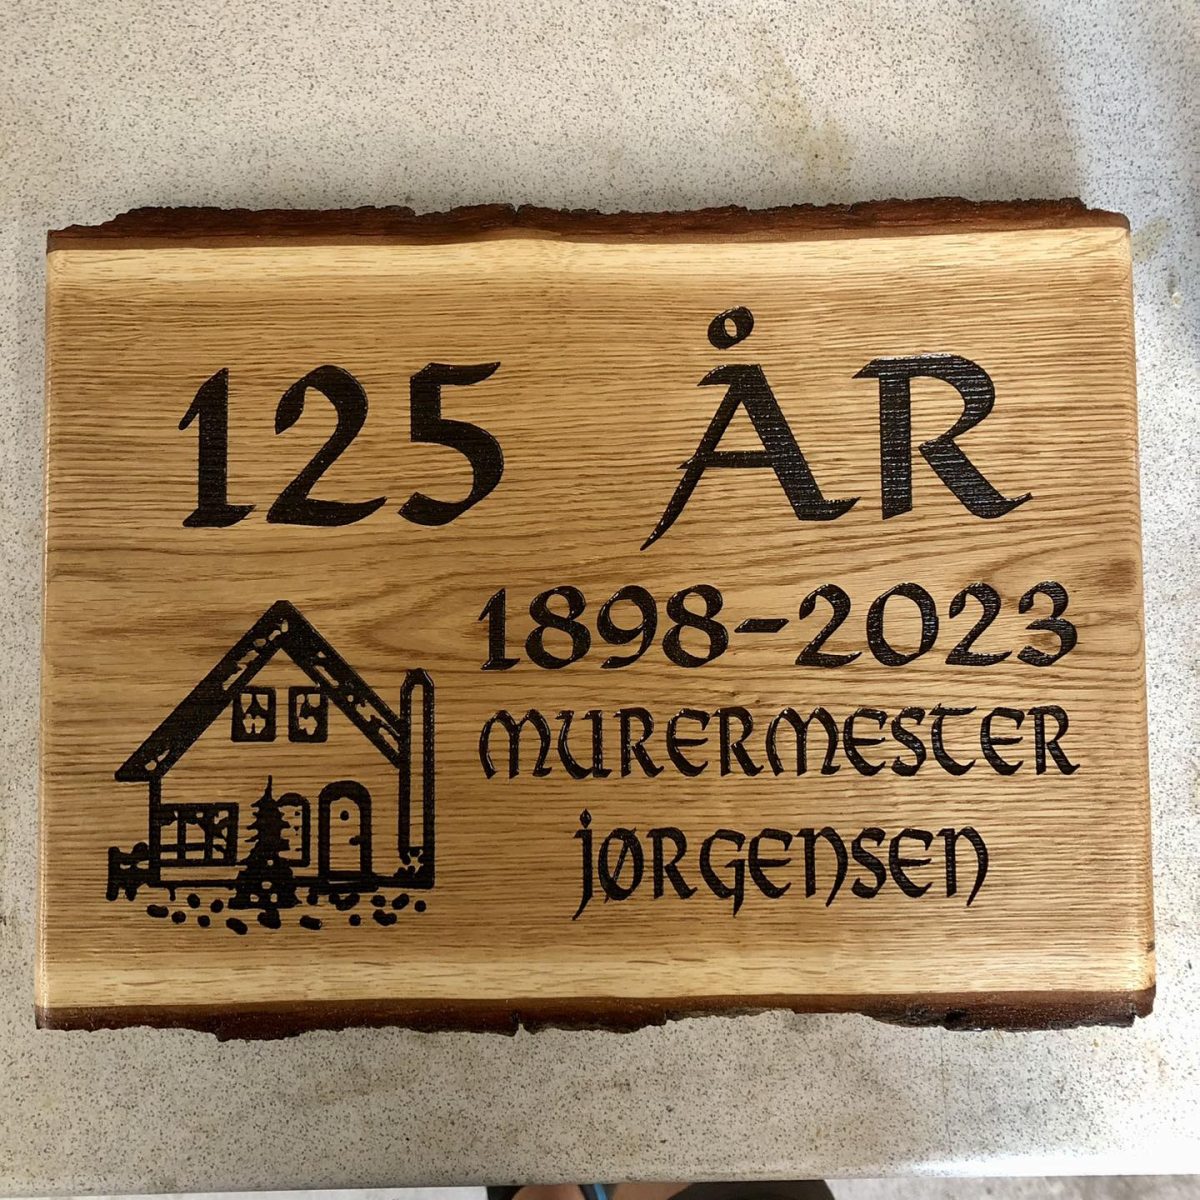 125 ÅR
1898-2023
MURERMESTER
JØRGENSEN